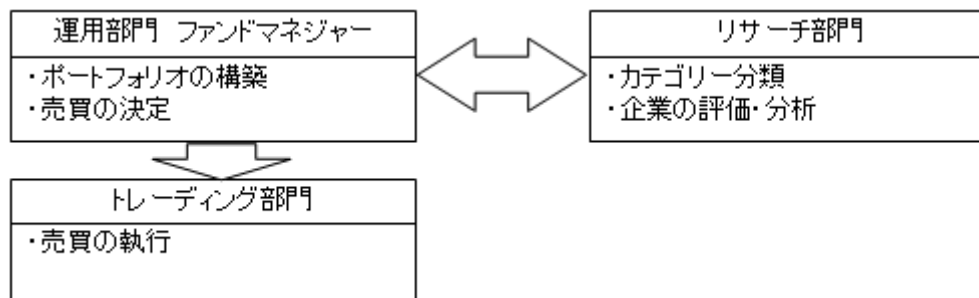 運用部門 ファンドマネジャー
・ポートフォリオの構築
・売買の決定
リサーチ部門
・カテゴリー分類
・企業の評価・分析
トレーディング部門
・売買の執行